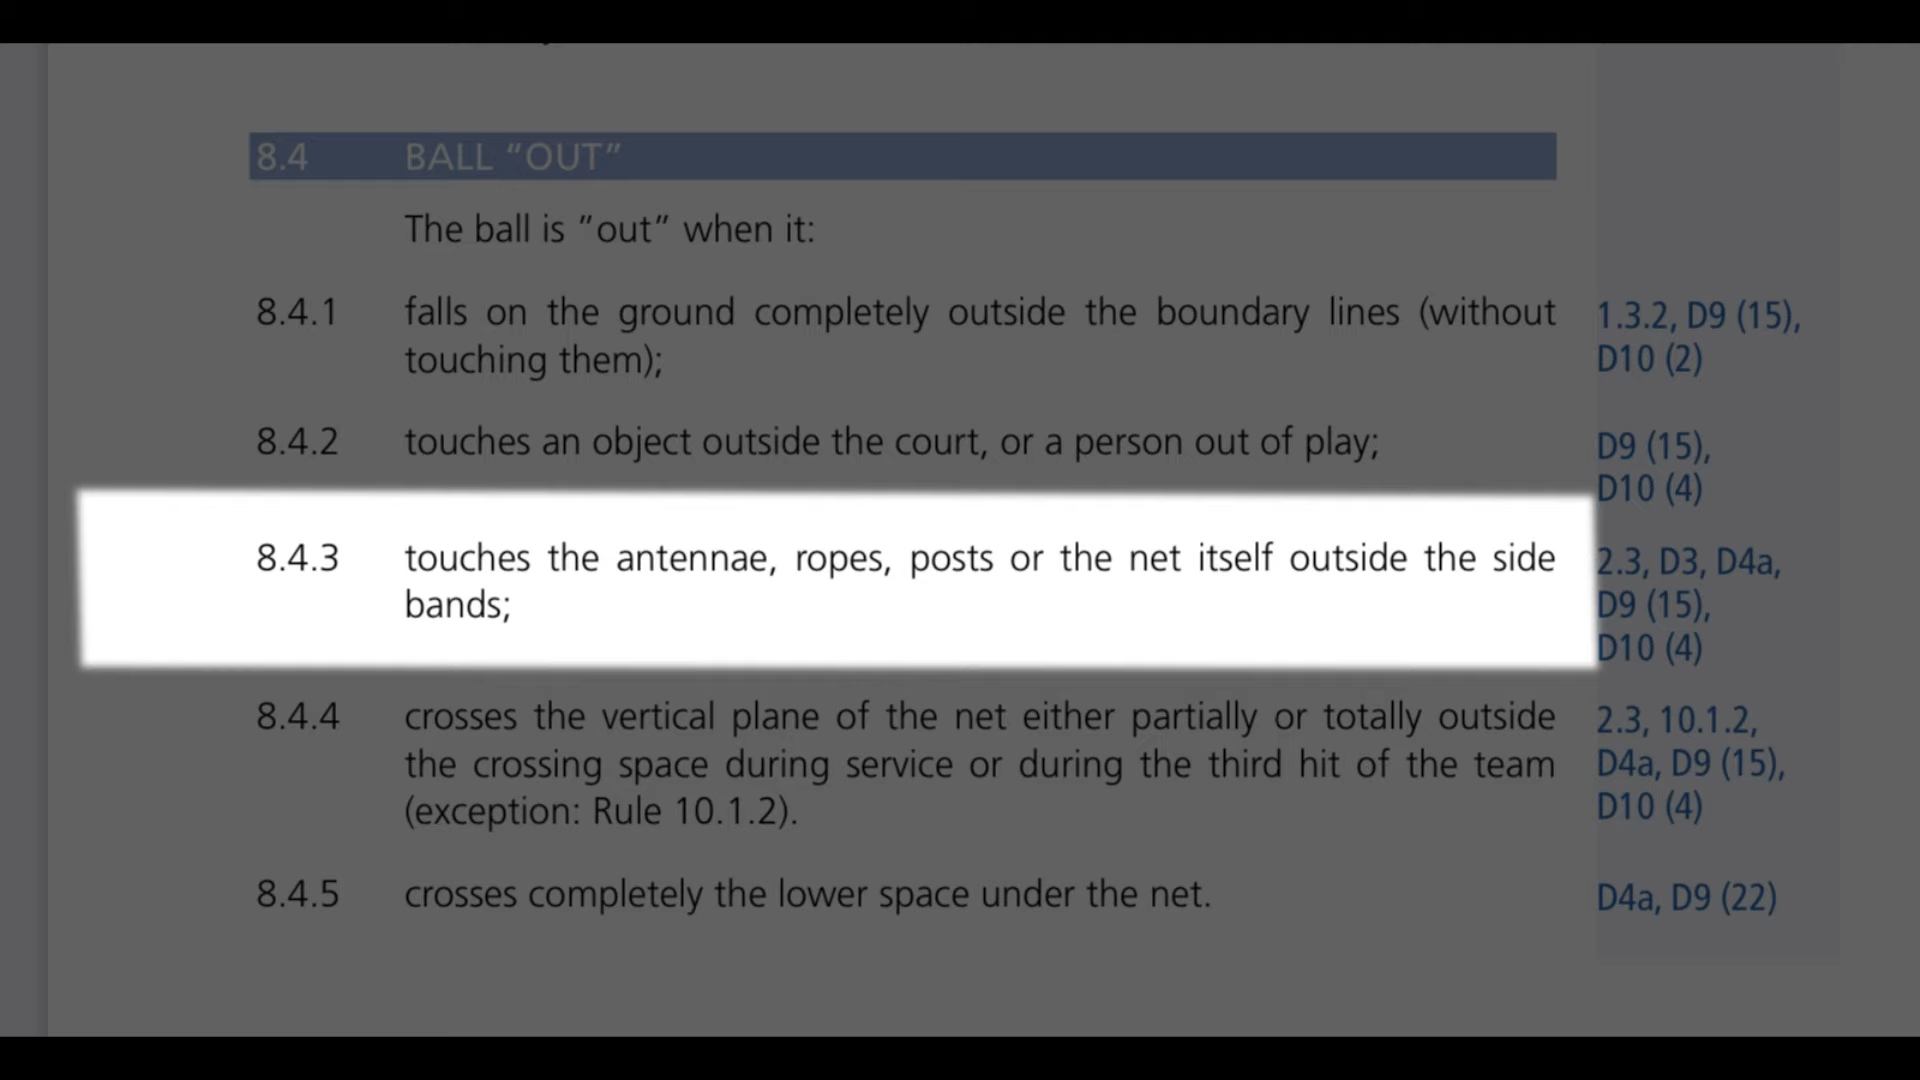 8.4 BALL “OUT”
The ball is ”out” when it:
8.4.1 falls on the ground completely outside the boundary lines (without 1.3.2, D9 (15),
touching them); D10 (2)
8.4.2 touches an object outside the court, or a person out of play; D9 (15),
D10 (4)
8.4.3 touches the antennae, ropes, posts or the net itself outside the side 2.3, D3, D4a,
bands; D9 (15),
D10 (4)
8.4.4 crosses the vertical plane of the net either partially or totally outside 2.3, 10.1.2,
the crossing space during service or during the third hit of the team D4a, D9 (15),
(exception: Rule 10.1.2). D10 (4)
8.4.5 crosses completely the lower space under the net. D4a, D9 (22)